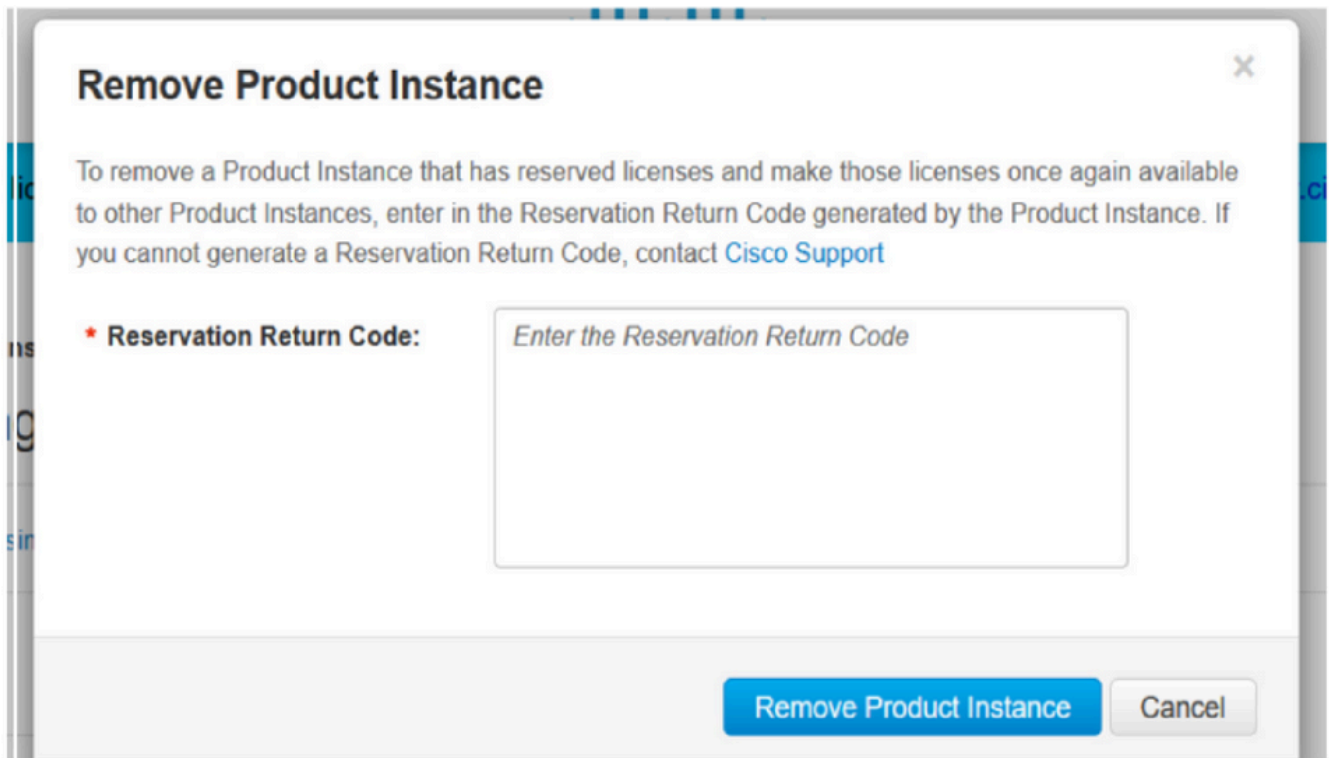 Remove Product Instance
×
To remove a Product Instance that has reserved licenses and make those licenses once again available
to other Product Instances, enter in the Reservation Return Code generated by the Product Instance. If
you cannot generate a Reservation Return Code, contact Cisco Support
* Reservation Return Code:
Enter the Reservation Return Code
Remove Product Instance
Cancel